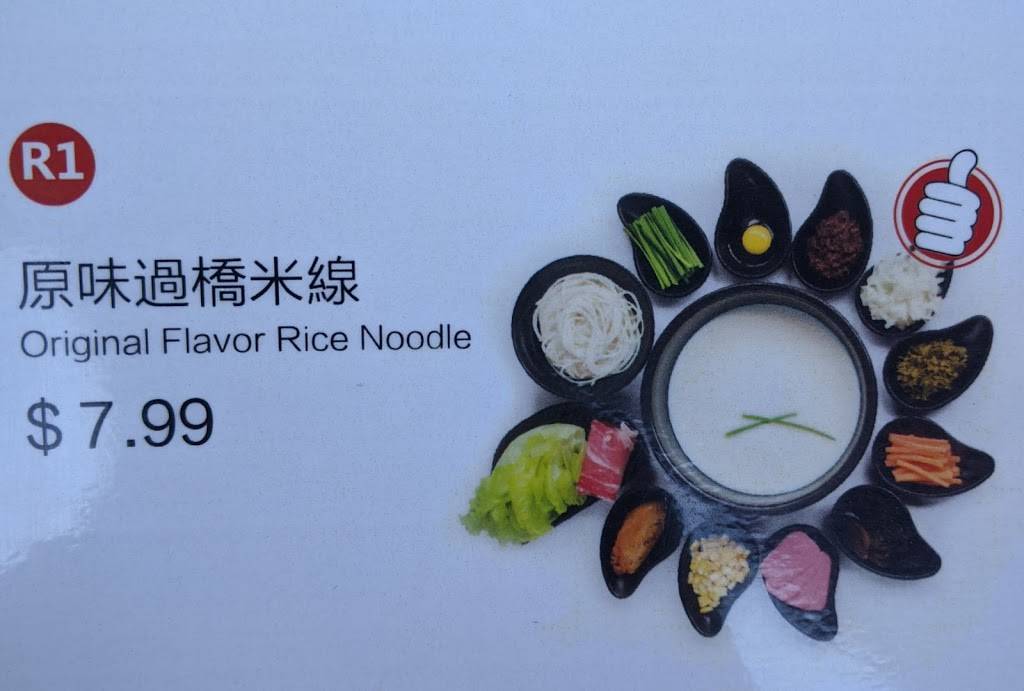 R1
原味過橋米線
Original Flavor Rice Noodle
$7.99